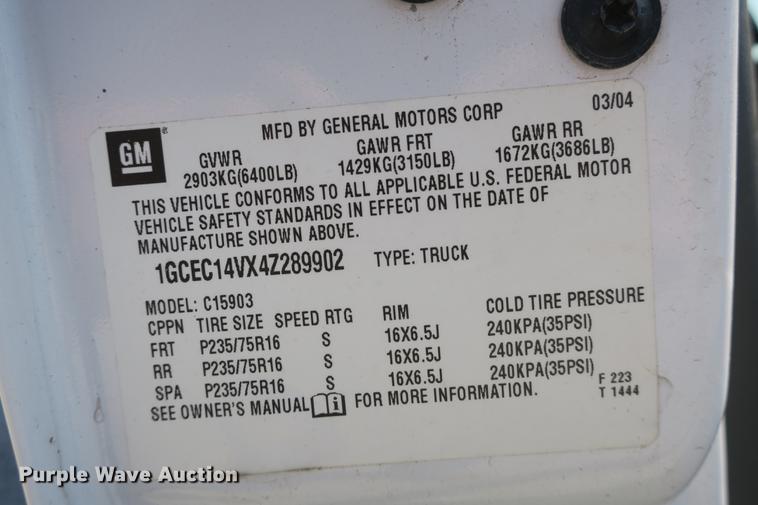 MFD BY GENERAL MOTORS CORP 03/04
GM ®
GVWR GAWR FRT GAWR RR
2903KG(6400LB) 1429KG(3150LB) 1672KG(3686LB)
THIS VEHICLE CONFORMS TO ALL APPLICABLE U.S. FEDERAL MOTOR
VEHICLE SAFETY STANDARDS IN EFFECT ON THE DATE OF
MANUFACTURE SHOWN ABOVE.
1GCEC14VX4Z289902 TYPE: TRUCK
MODEL: C15903
CPPN TIRE SIZE SPEED RTG RIM COLD TIRE PRESSURE
FRT P235/75R16 S 16X6.5J 240KPA(35PSI)
RR P235/75R16 S 16X6.5J 240KPA(35PSI)
SPA P235/75R16 S 16X6.5J 240KPA(35PSI)
SEE OWNER'S MANUAL i FOR MORE INFORMATION.
F 223
T 1444
Purple Wave Auction